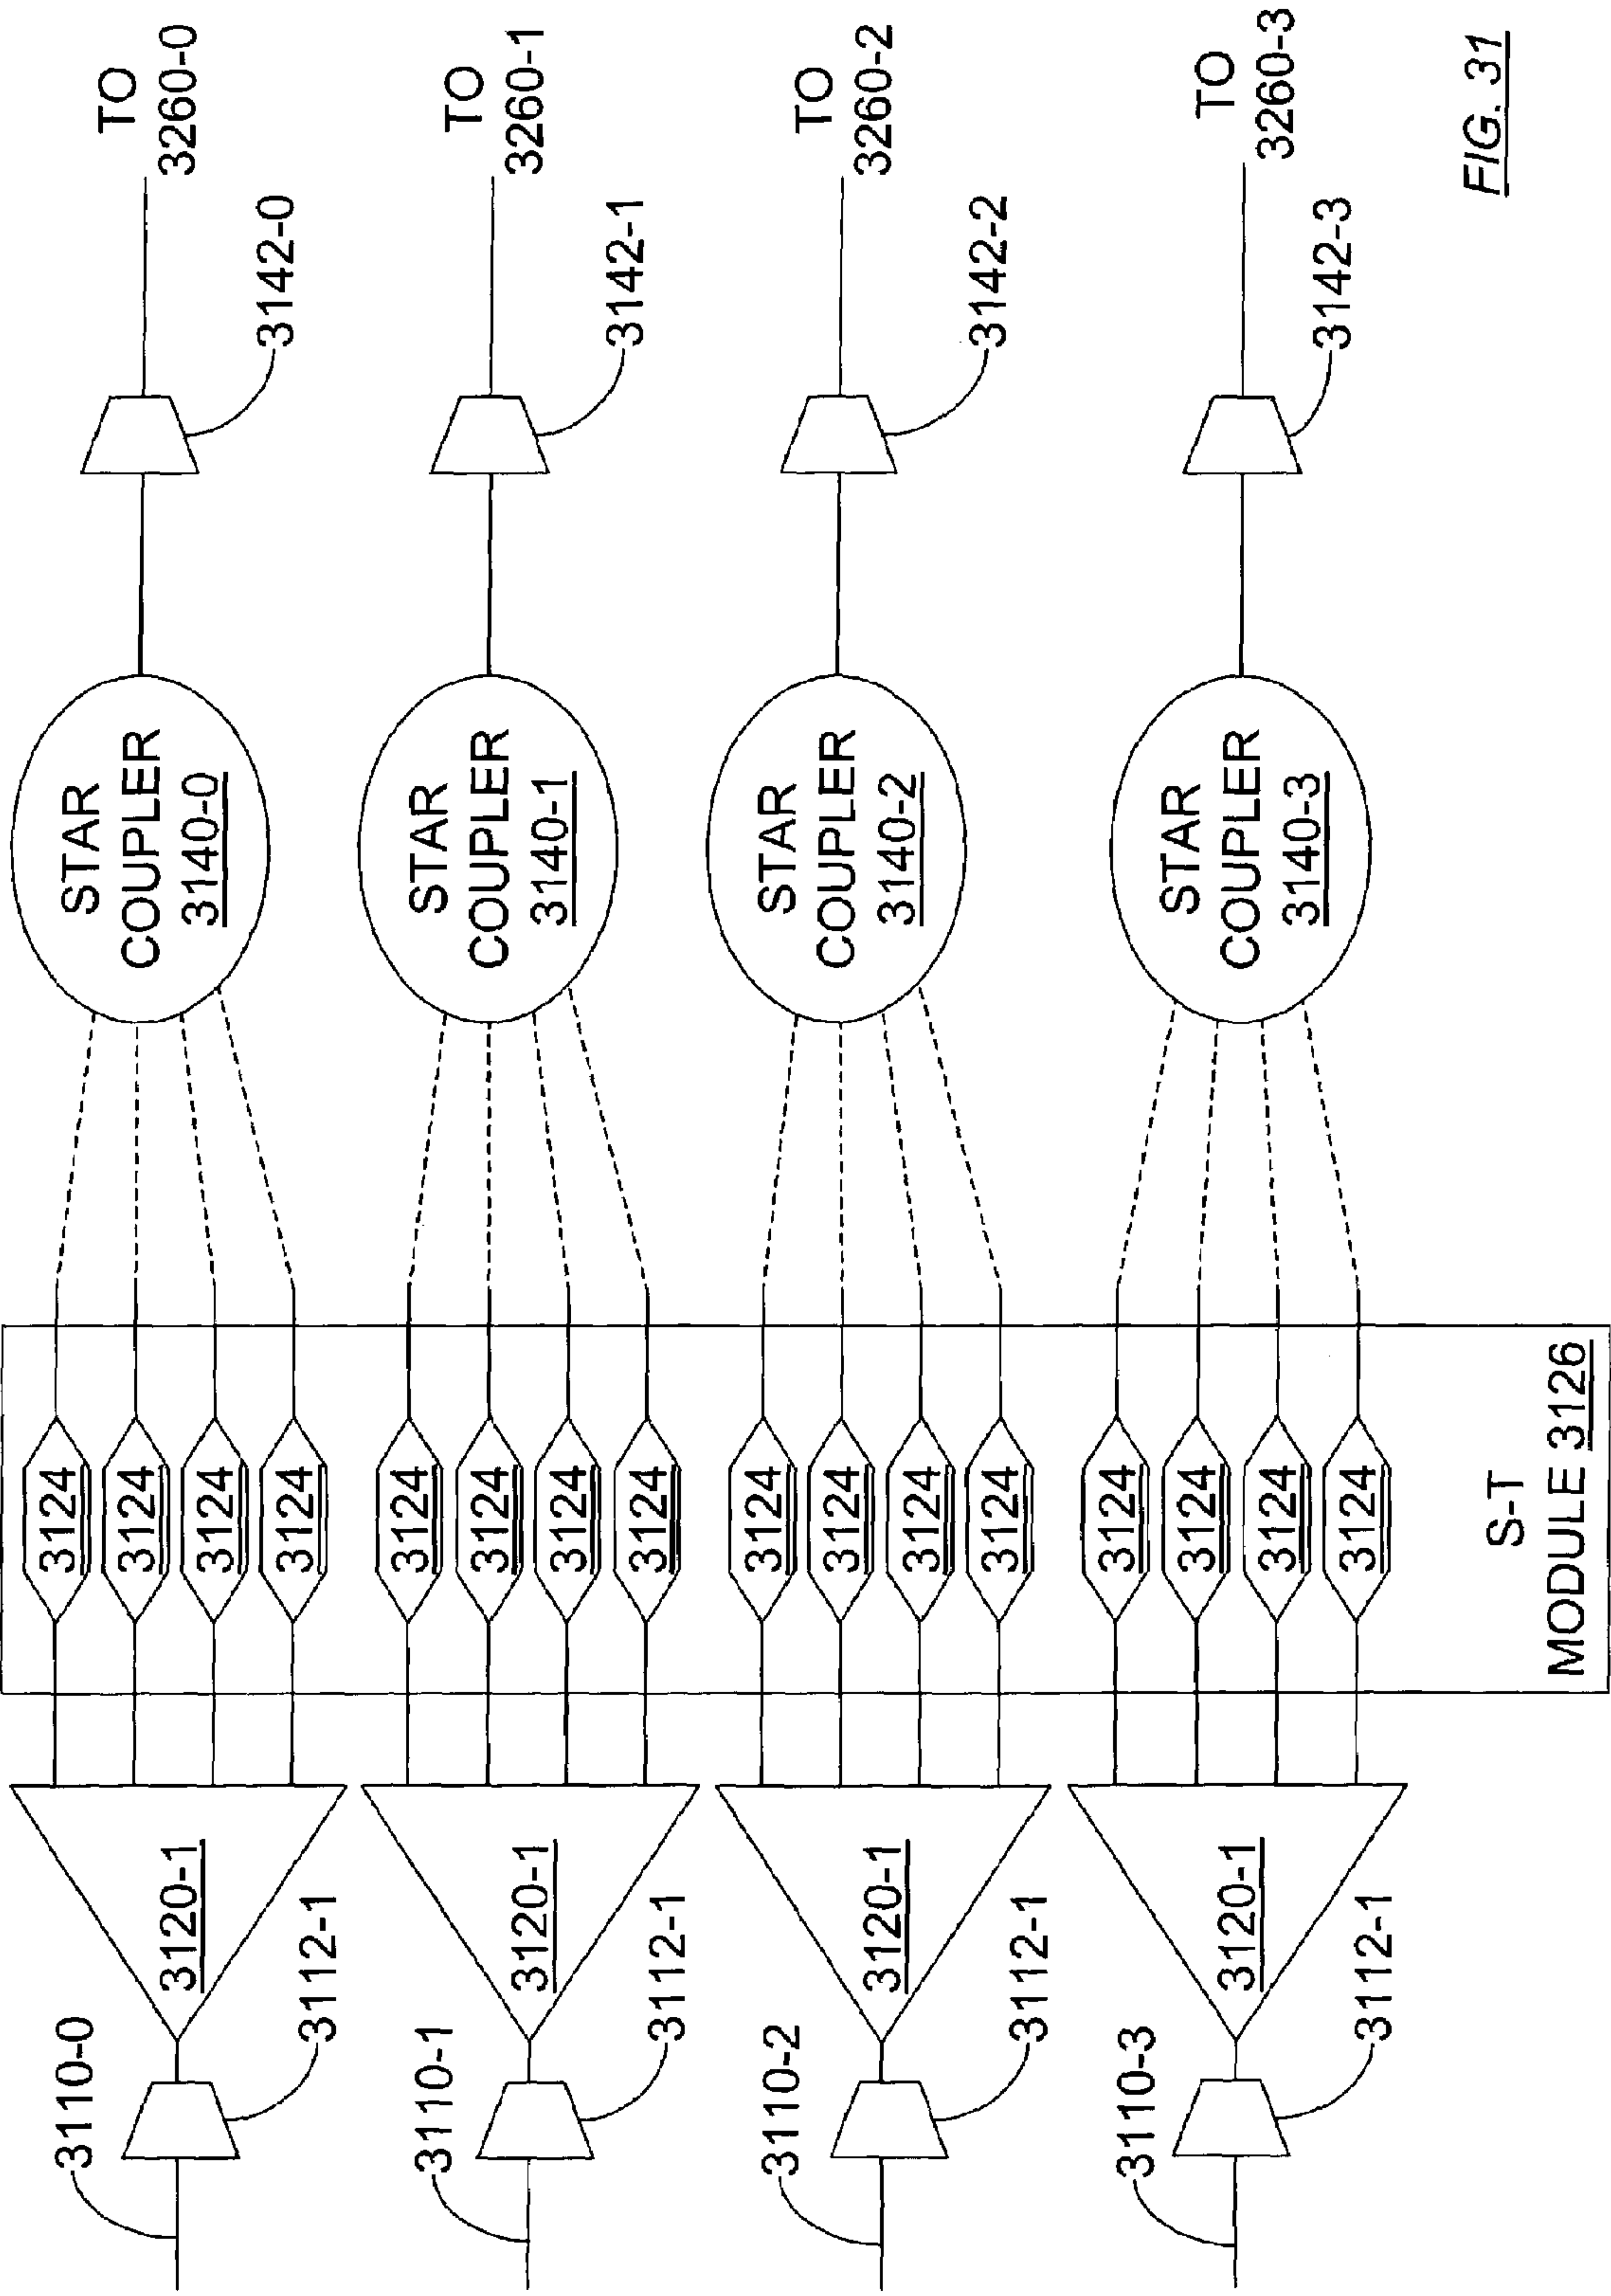 3110-0
3112-1
3120-1
3124
3124
3124
3124
STAR
COUPLER
3140-0
3142-0
TO
3260-0
3110-1
3112-1
3120-1
3124
3124
3124
3124
STAR
COUPLER
3140-1
3142-1
TO
3260-1
3110-2
3112-1
3120-1
3124
3124
3124
3124
STAR
COUPLER
3140-2
3142-2
TO
3260-2
3110-3
3112-1
3120-1
3124
3124
3124
3124
STAR
COUPLER
3140-3
3142-3
TO
3260-3
S-T
MODULE 3126
FIG. 31